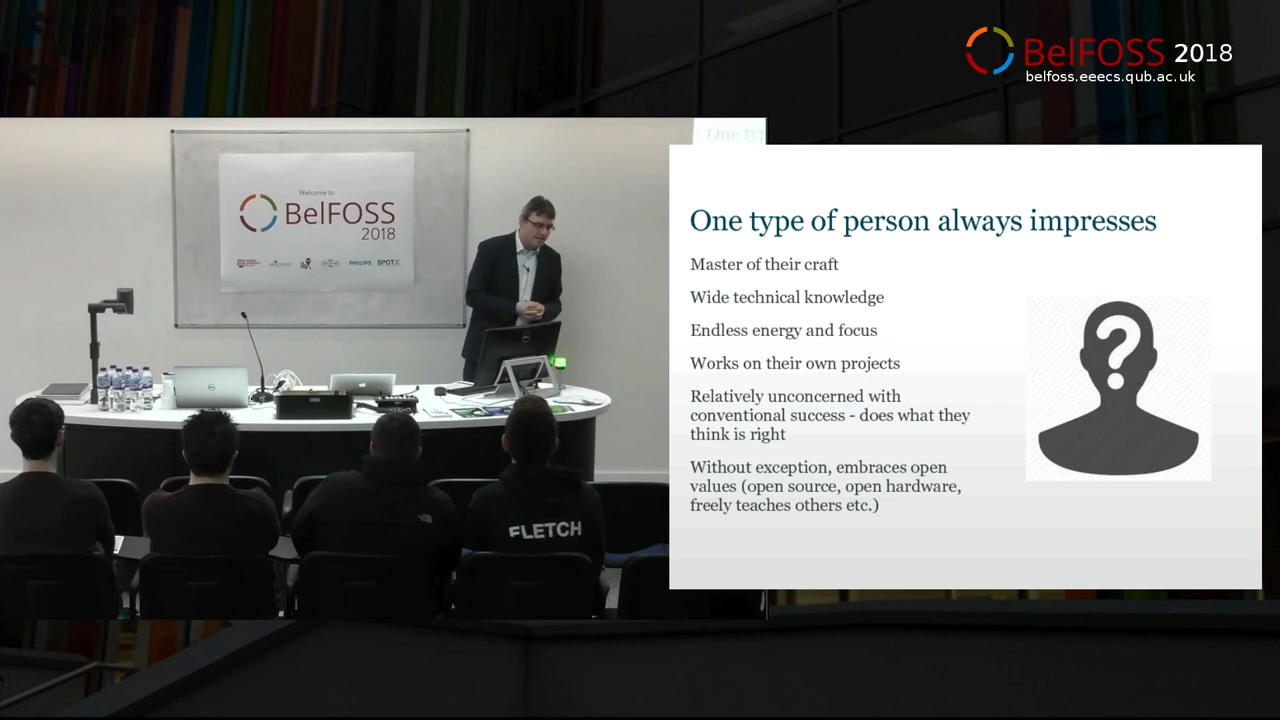 BelFOSS 2018
belfoss.eeecs.qub.ac.uk
One typ
Welcome to
BelFOSS
2018
PHILIPS SPOTX
FLETCH
One type of person always impresses
Master of their craft
Wide technical knowledge
Endless energy and focus
Works on their own projects
Relatively unconcerned with
conventional success - does what they
think is right
Without exception, embraces open
values (open source, open hardware,
freely teaches others etc.)
?